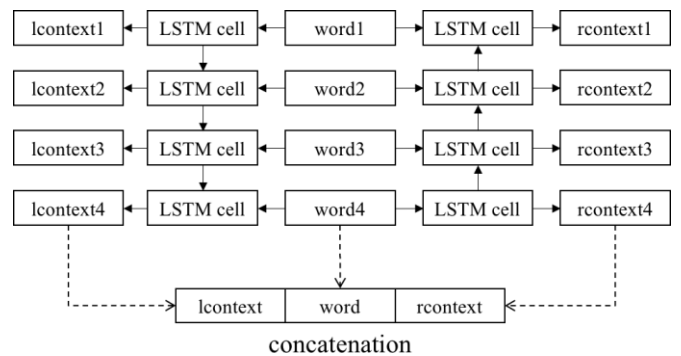 lcontext1 LSTM cell word1 LSTM cell rcontext1
lcontext2 LSTM cell word2 LSTM cell rcontext2
lcontext3 LSTM cell word3 LSTM cell rcontext3
lcontext4 LSTM cell word4 LSTM cell rcontext4
lcontext word rcontext
concatenation